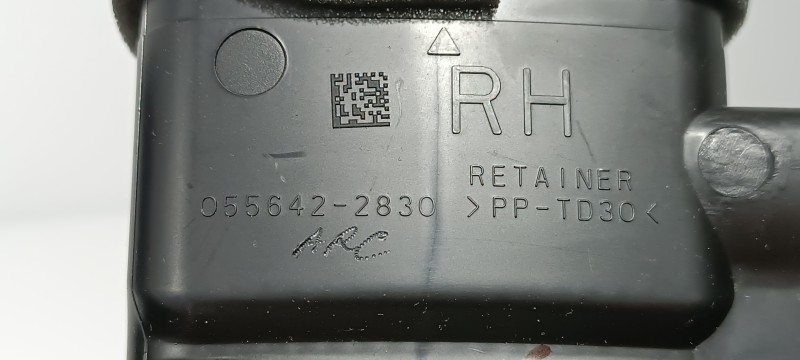 RH
RETAINER
055642-2830 >PP-TD30<
ARC